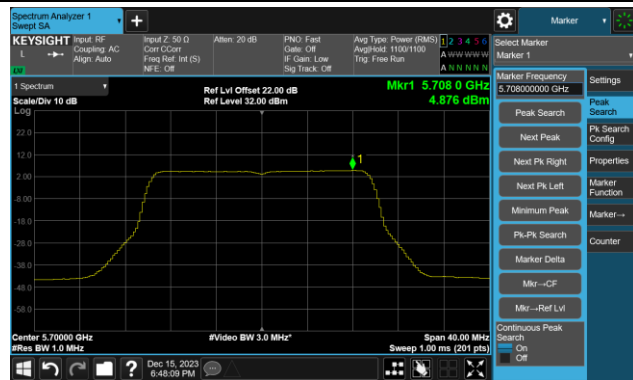 Spectrum Analyzer 1
Swept SA
Marker
KEYSIGHT
L
Input: RF
Coupling: AC
Align: Auto
Input Z: 50 Ω
Corr CCorr
Freq Ref: Int (S)
NFE: Off
Atten: 20 dB
PNO: Fast
Gate: Off
IF Gain: Low
Sig Track: Off
Avg Type: Power (RMS)
Avg|Hold: 1100/1100
Trig: Free Run
1 2 3 4 5 6
A W W W W W
A N N N N N
Select Marker
Marker 1
1 Spectrum
Scale/Div 10 dB
Log
Ref Lvl Offset 22.00 dB
Ref Level 32.00 dBm
Mkr1 5.708 0 GHz
4.876 dBm
22.0
12.0
2.00
-8.00
-18.0
-28.0
-38.0
-48.0
-58.0
1
Center 5.70000 GHz
#Res BW 1.0 MHz
#Video BW 3.0 MHz*
Span 40.00 MHz
Sweep 1.00 ms (201 pts)
Marker Frequency
5.708000000 GHz
Peak Search
Next Peak
Next Pk Right
Next Pk Left
Minimum Peak
Pk-Pk Search
Marker Delta
Mkr→CF
Mkr→Ref Lvl
Continuous Peak
Search
On
Off
Settings
Peak
Search
Pk Search
Config
Properties
Marker
Function
Marker→
Counter
Dec 15, 2023
6:48:09 PM